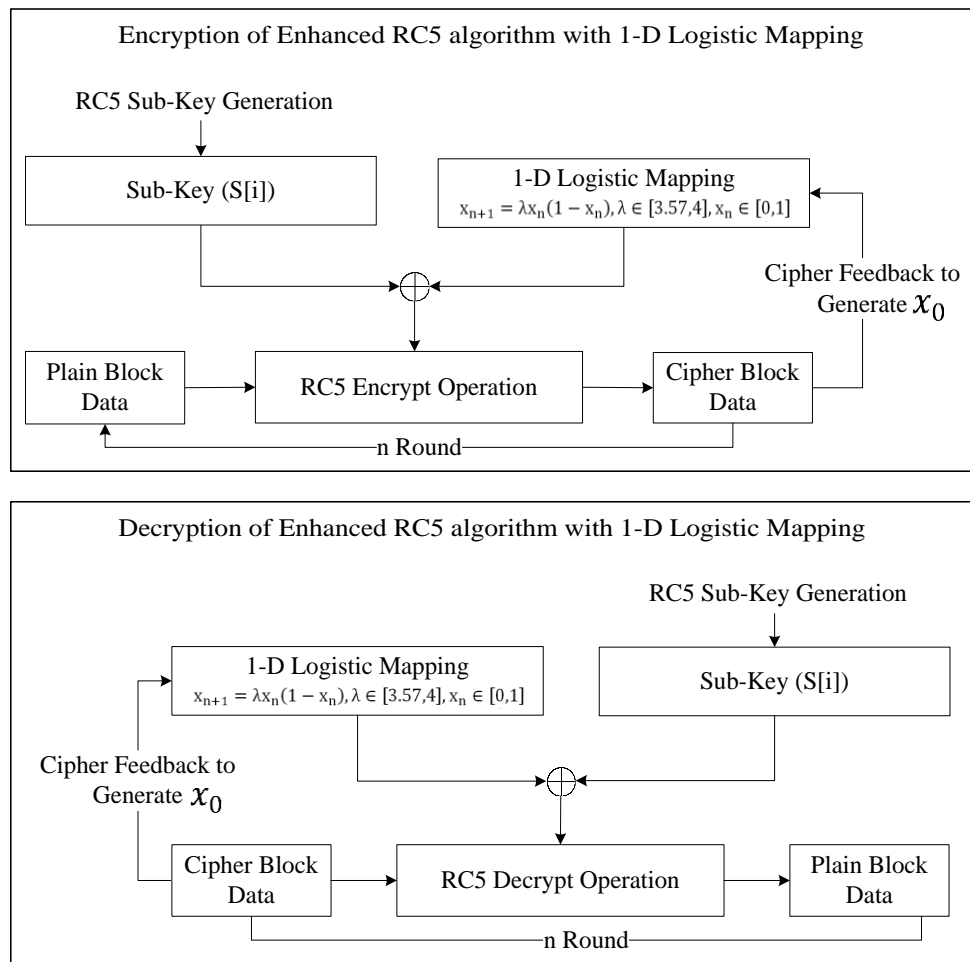 Encryption of Enhanced RC5 algorithm with 1-D Logistic Mapping
RC5 Sub-Key Generation
Sub-Key (S[i])
1-D Logistic Mapping
xₙ₊₁ = λxₙ(1 − xₙ), λ ∈ [3.57,4], xₙ ∈ [0,1]
Cipher Feedback to
Generate 𝑥₀
Plain Block
Data
RC5 Encrypt Operation
Cipher Block
Data
n Round
Decryption of Enhanced RC5 algorithm with 1-D Logistic Mapping
RC5 Sub-Key Generation
1-D Logistic Mapping
xₙ₊₁ = λxₙ(1 − xₙ), λ ∈ [3.57,4], xₙ ∈ [0,1]
Sub-Key (S[i])
Cipher Feedback to
Generate 𝑥₀
Cipher Block
Data
RC5 Decrypt Operation
Plain Block
Data
n Round